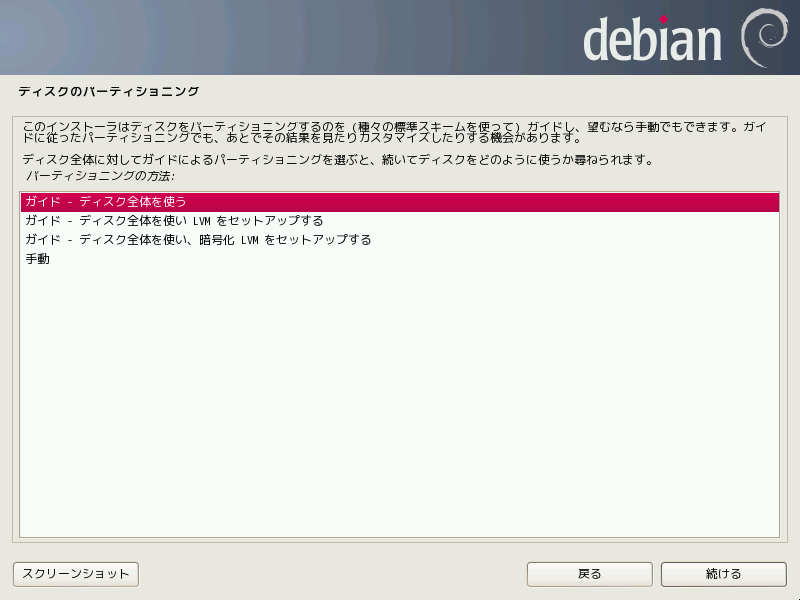 debian
ディスクのパーティショニング
このインストーラはディスクをパーティショニングするのを (種々の標準スキームを使って) ガイドし、望むなら手動でもできます。ガイ
ドに従ったパーティショニングでも、あとでその結果を見たりカスタマイズしたりする機会があります。
ディスク全体に対してガイドによるパーティショニングを選ぶと、続いてディスクをどのように使うか尋ねられます。
パーティショニングの方法:
ガイド - ディスク全体を使う
ガイド - ディスク全体を使い LVM をセットアップする
ガイド - ディスク全体を使い、暗号化 LVM をセットアップする
手動
スクリーンショット
戻る
続ける